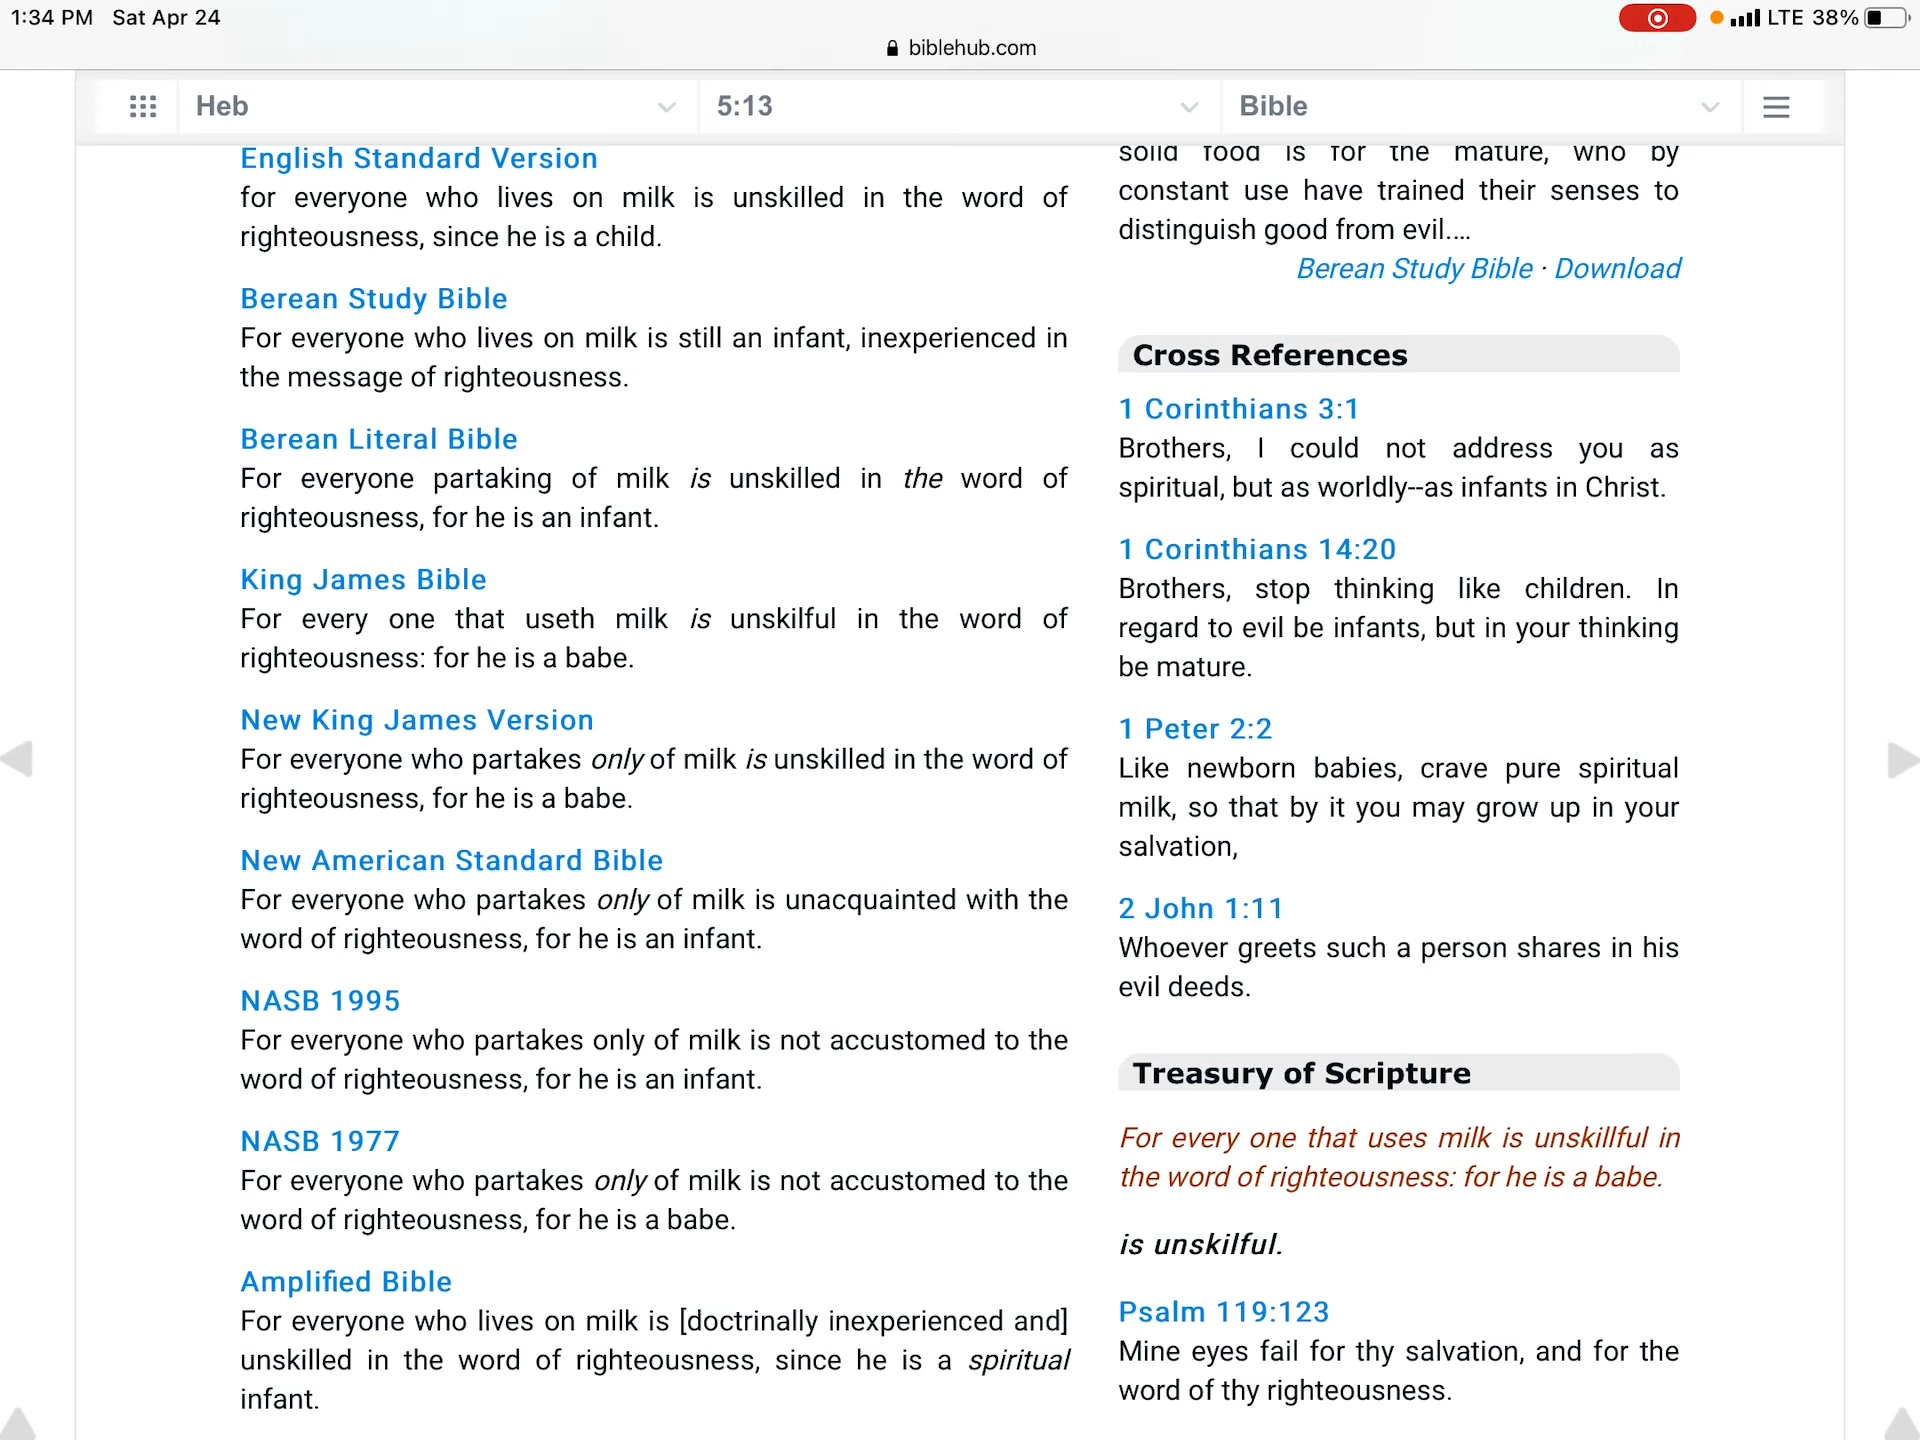 1:34 PM Sat Apr 24
LTE 38%
biblehub.com
Heb
5:13
Bible
English Standard Version
for everyone who lives on milk is unskilled in the word of
righteousness, since he is a child.
Berean Study Bible
For everyone who lives on milk is still an infant, inexperienced in
the message of righteousness.
Berean Literal Bible
For everyone partaking of milk is unskilled in the word of
righteousness, for he is an infant.
King James Bible
For every one that useth milk is unskilful in the word of
righteousness: for he is a babe.
New King James Version
For everyone who partakes only of milk is unskilled in the word of
righteousness, for he is a babe.
New American Standard Bible
For everyone who partakes only of milk is unacquainted with the
word of righteousness, for he is an infant.
NASB 1995
For everyone who partakes only of milk is not accustomed to the
word of righteousness, for he is an infant.
NASB 1977
For everyone who partakes only of milk is not accustomed to the
word of righteousness, for he is a babe.
Amplified Bible
For everyone who lives on milk is [doctrinally inexperienced and]
unskilled in the word of righteousness, since he is a spiritual
infant.
solid food is for the mature, who by
constant use have trained their senses to
distinguish good from evil.…
Berean Study Bible · Download
Cross References
1 Corinthians 3:1
Brothers, I could not address you as
spiritual, but as worldly--as infants in Christ.
1 Corinthians 14:20
Brothers, stop thinking like children. In
regard to evil be infants, but in your thinking
be mature.
1 Peter 2:2
Like newborn babies, crave pure spiritual
milk, so that by it you may grow up in your
salvation,
2 John 1:11
Whoever greets such a person shares in his
evil deeds.
Treasury of Scripture
For every one that uses milk is unskillful in
the word of righteousness: for he is a babe.
is unskilful.
Psalm 119:123
Mine eyes fail for thy salvation, and for the
word of thy righteousness.